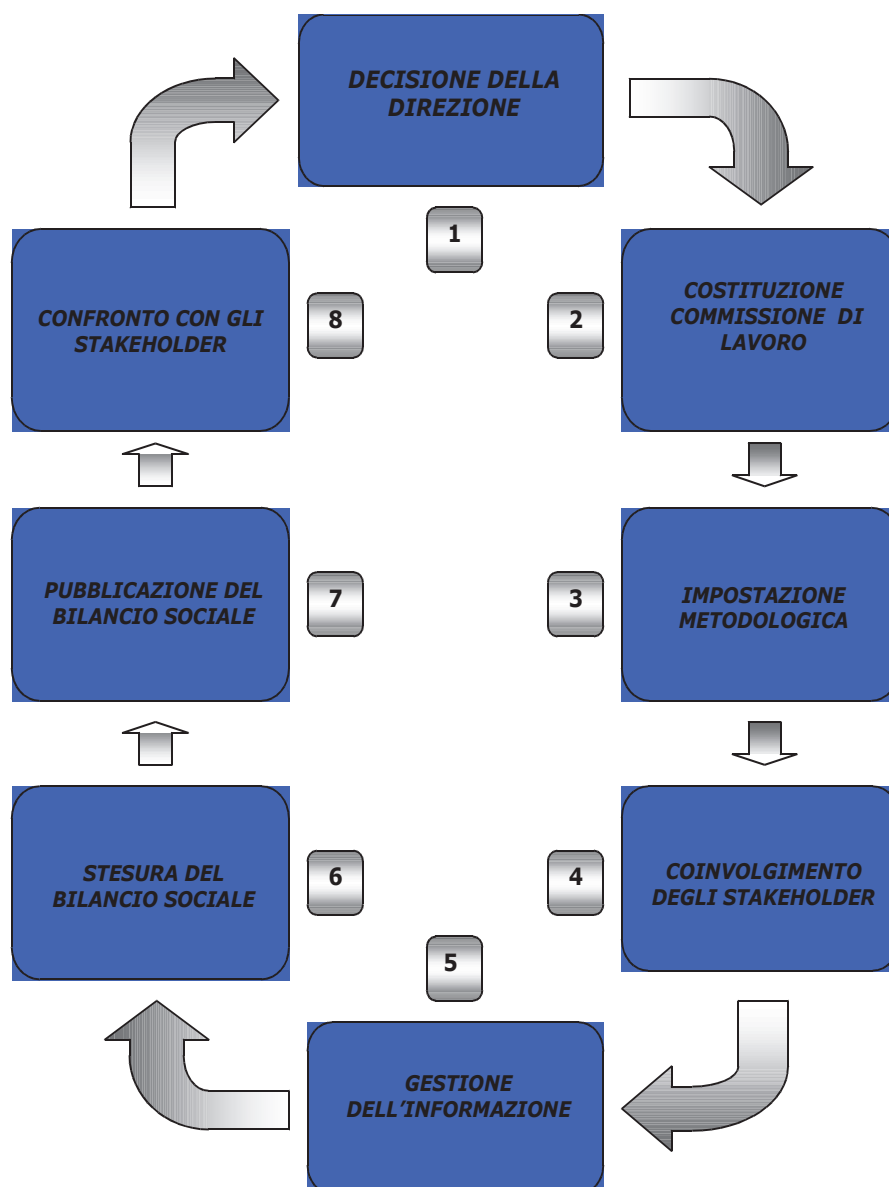 DECISIONE DELLA
DIREZIONE
1
COSTITUZIONE
COMMISSIONE DI
LAVORO
2
IMPOSTAZIONE
METODOLOGICA
3
COINVOLGIMENTO
DEGLI STAKEHOLDER
4
GESTIONE
DELL’INFORMAZIONE
5
STESURA DEL
BILANCIO SOCIALE
6
PUBBLICAZIONE DEL
BILANCIO SOCIALE
7
CONFRONTO CON GLI
STAKEHOLDER
8